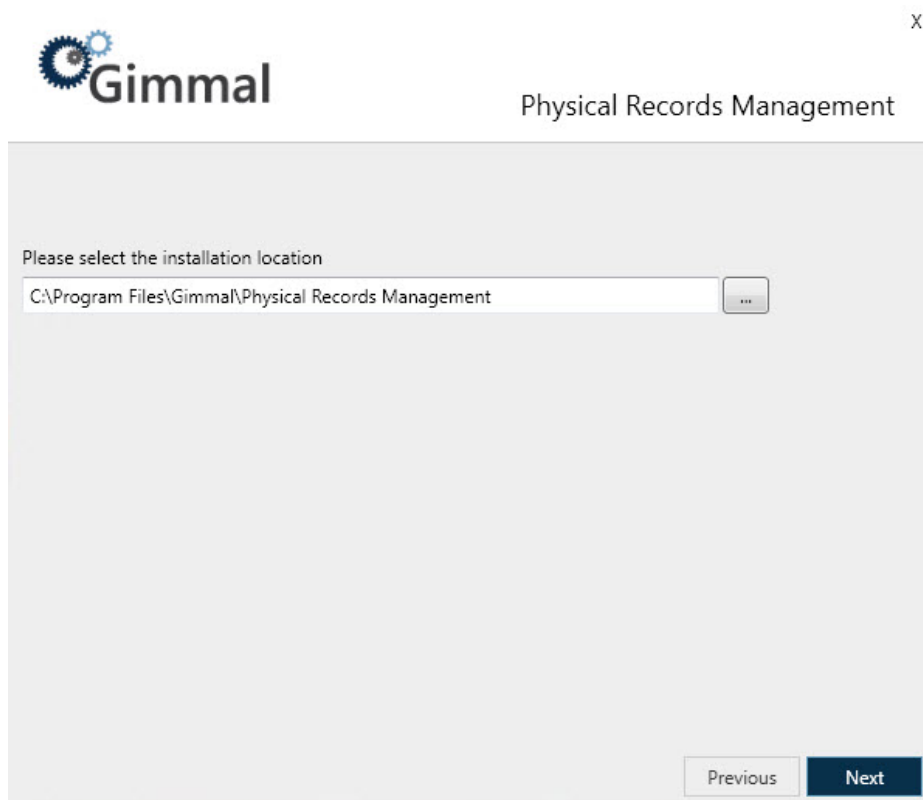 X
Gimmal
Physical Records Management
Please select the installation location
C:\Program Files\Gimmal\Physical Records Management
...
Previous
Next